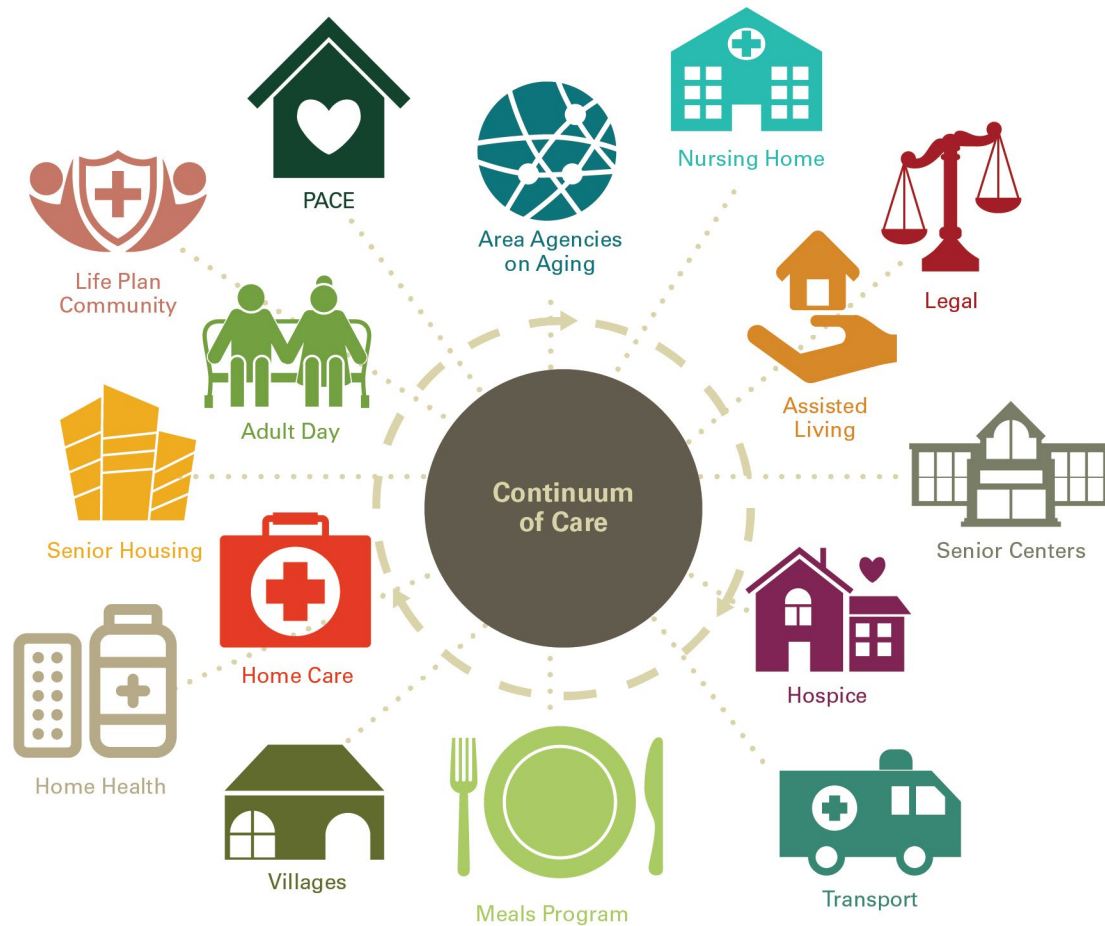 PACE
Area Agencies
on Aging
Nursing Home
Life Plan
Community
Legal
Adult Day
Assisted
Living
Continuum
of Care
Senior Housing
Senior Centers
Home Care
Hospice
Home Health
Villages
Meals Program
Transport